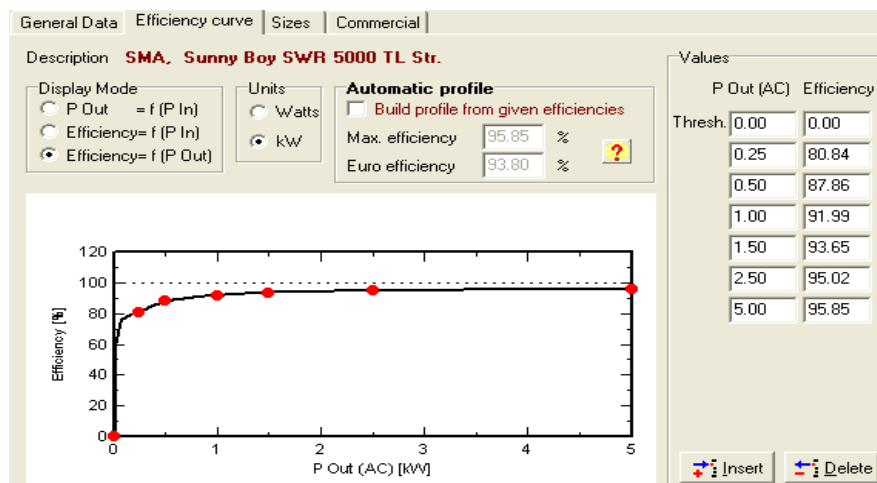 General Data Efficiency curve Sizes Commercial
Description SMA, Sunny Boy SWR 5000 TL Str.
Display Mode
P Out = f (P In)
Efficiency= f (P In)
Efficiency= f (P Out)
Units
Watts
kW
Automatic profile
Build profile from given efficiencies
Max. efficiency 95.85 %
Euro efficiency 93.80 %
?
120
100
80
60
40
20
0
Efficiency [%]
0 1 2 3 4 5
P Out (AC) [kW]
Values
P Out (AC) Efficiency
Thresh. 0.00 0.00
0.25 80.84
0.50 87.86
1.00 91.99
1.50 93.65
2.50 95.02
5.00 95.85
Insert Delete